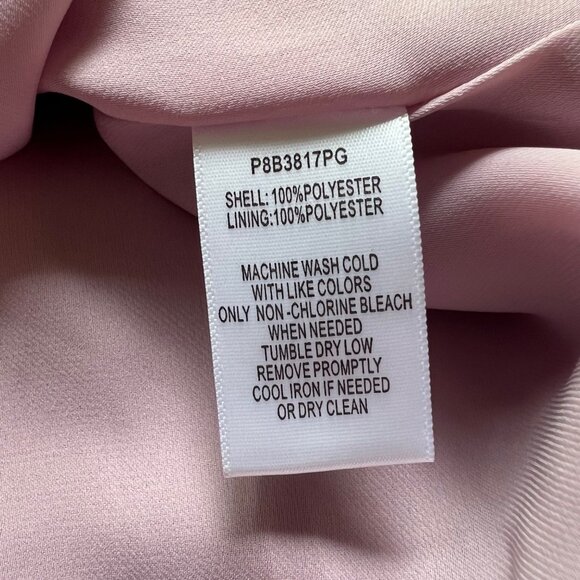 P8B3817PG
SHELL: 100%POLYESTER
LINING:100%POLYESTER
MACHINE WASH COLD
WITH LIKE COLORS
ONLY NON-CHLORINE BLEACH
WHEN NEEDED
TUMBLE DRY LOW
REMOVE PROMPTLY
COOL IRON IF NEEDED
OR DRY CLEAN